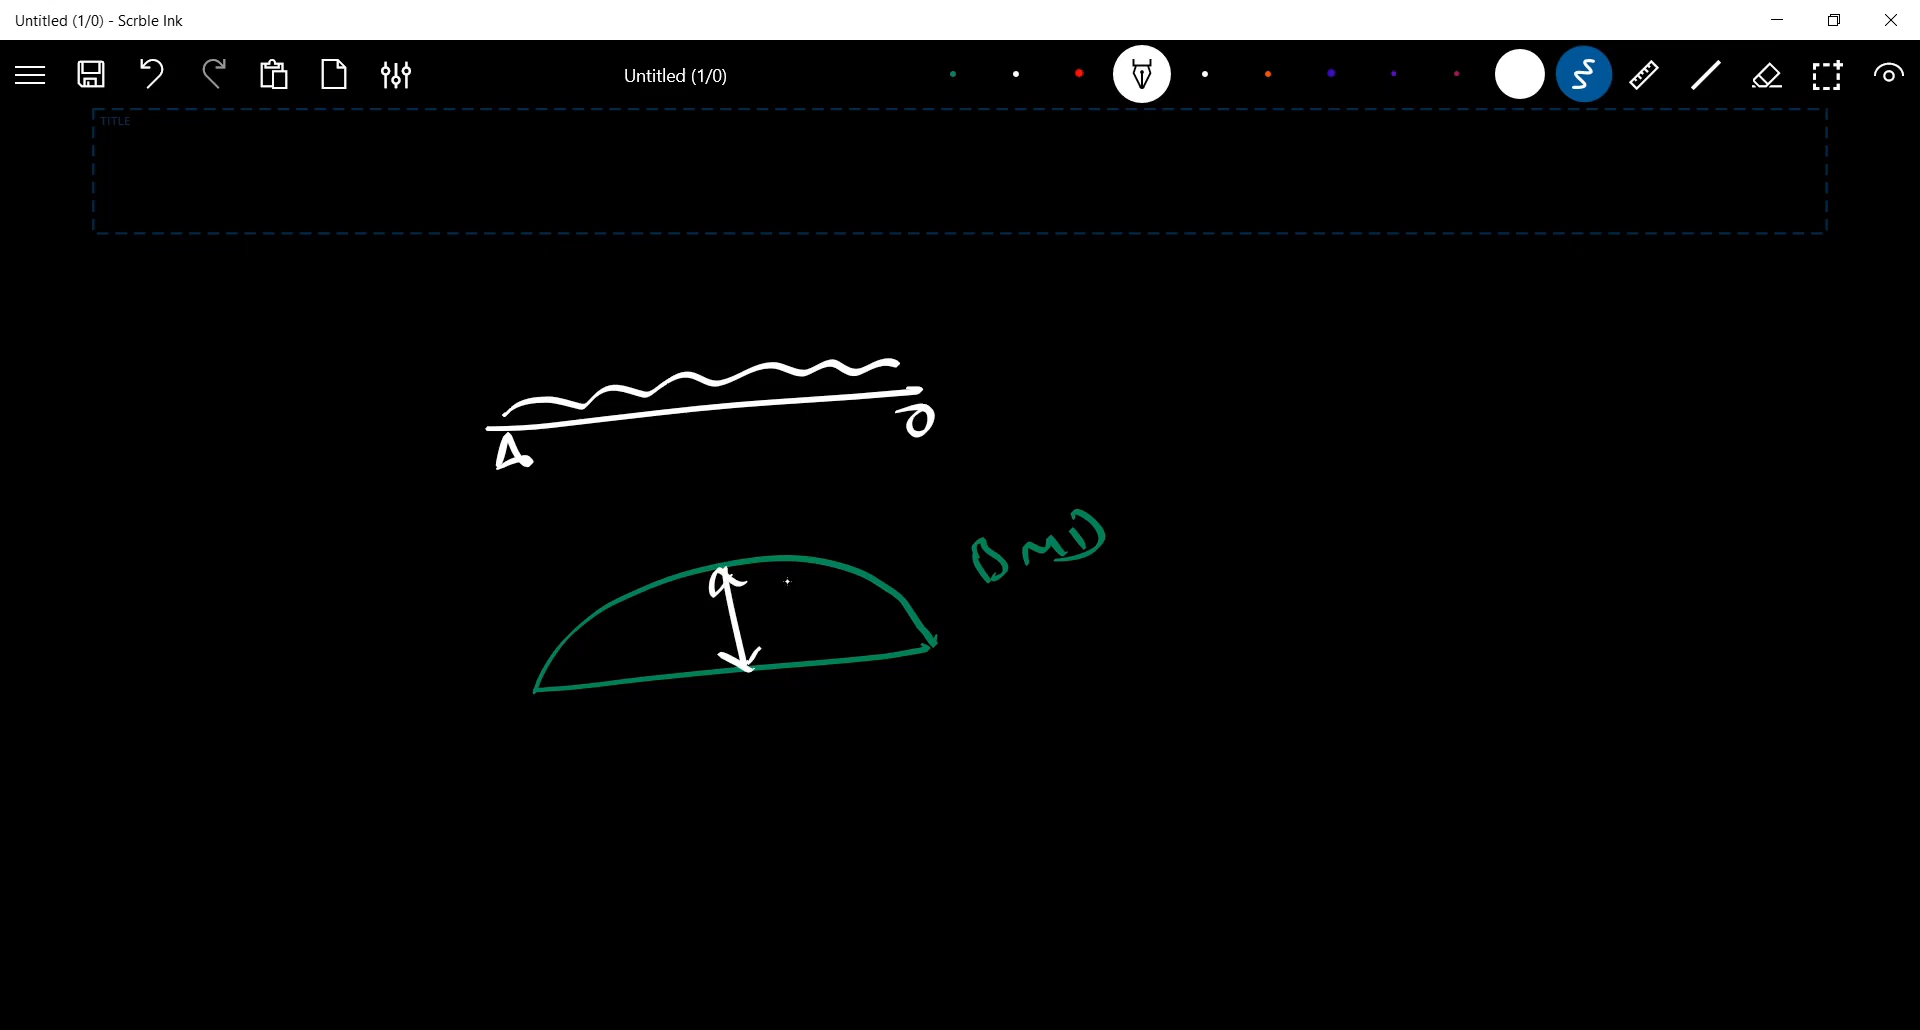 Untitled (1/0) - Scrble Ink
Untitled (1/0)
TITLE
BMD